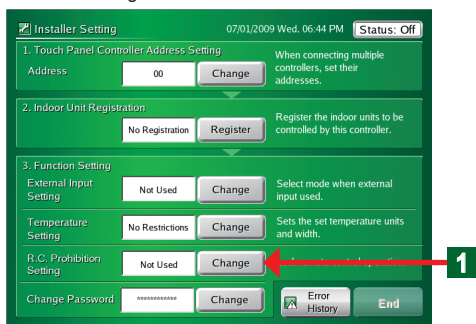 Installer Setting 07/01/2009 Wed. 06:44 PM Status: Off
1. Touch Panel Controller Address Setting
Address 00 Change
When connecting multiple
controllers, set their
addresses.
2. Indoor Unit Registration
No Registration Register
Register the indoor units to be
controlled by this controller.
3. Function Setting
External Input
Setting
Not Used Change
Select mode when external
input used.
Temperature
Setting
No Restrictions Change
Sets the set temperature units
and width.
R.C. Prohibition
Setting
Not Used Change
1
Change Password ************ Change
Error
History
End